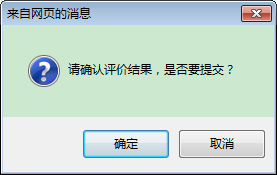 来自网页的消息
请确认评价结果，是否要提交？
确定
取消